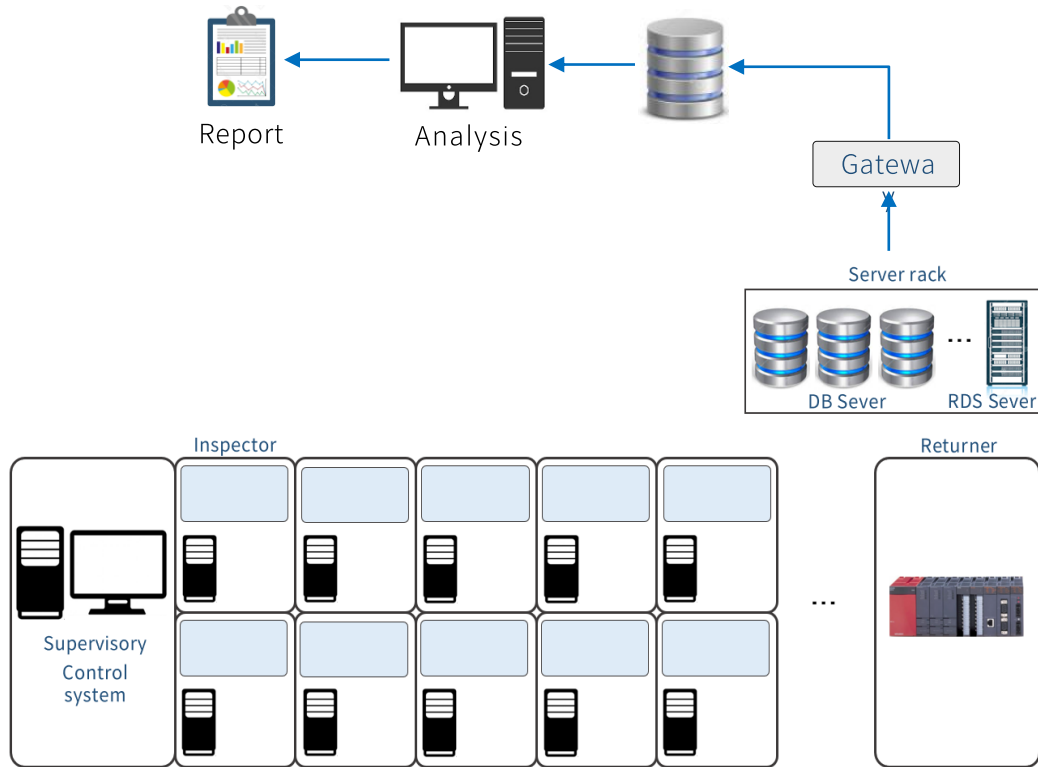 Report
Analysis
Gatewa
y
Server rack
...
DB Sever
RDS Sever
Inspector
Returner
...
Supervisory
Control
system